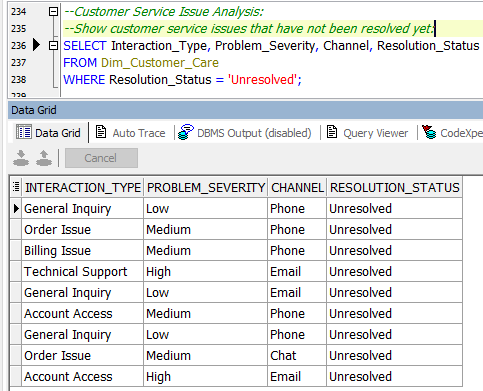 234 --Customer Service Issue Analysis:
235 --Show customer service issues that have not been resolved yet:
236 SELECT Interaction_Type, Problem_Severity, Channel, Resolution_Status
237 FROM Dim_Customer_Care
238 WHERE Resolution_Status = 'Unresolved';
239
Data Grid
Data Grid Auto Trace DBMS Output (disabled) Query Viewer CodeXpe
Cancel
INTERACTION_TYPE PROBLEM_SEVERITY CHANNEL RESOLUTION_STATUS
General Inquiry Low Phone Unresolved
Order Issue Medium Phone Unresolved
Billing Issue Medium Phone Unresolved
Technical Support High Email Unresolved
General Inquiry Low Email Unresolved
Account Access Medium Phone Unresolved
General Inquiry Low Phone Unresolved
Order Issue Medium Chat Unresolved
Account Access High Email Unresolved